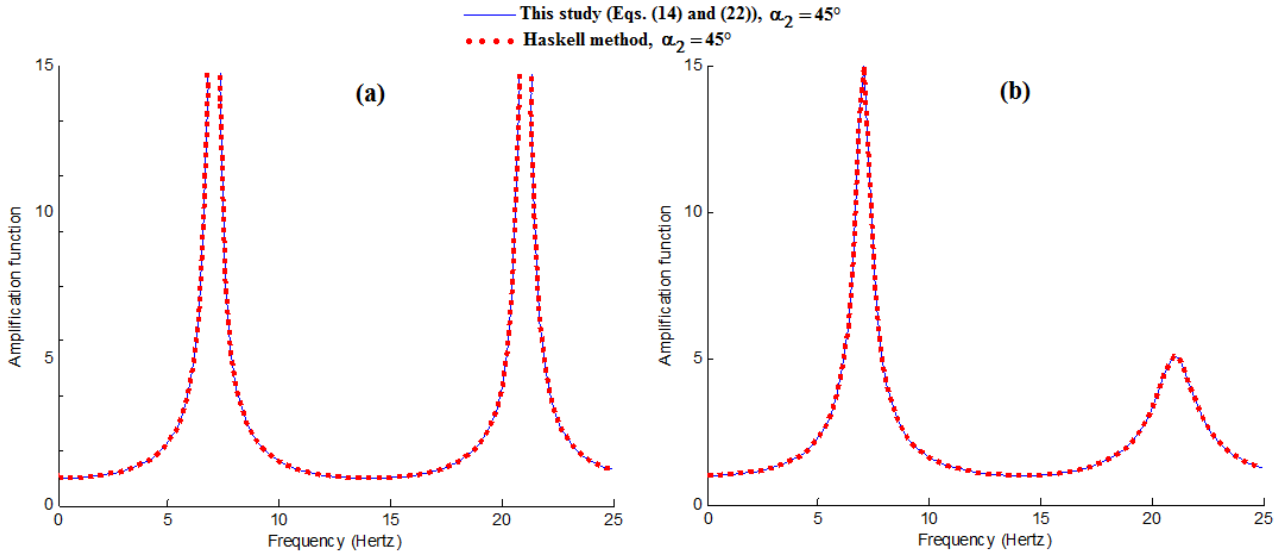 This study (Eqs. (14) and (22)), α₂ = 45°
Haskell method, α₂ = 45°
(a)
15
10
5
0
Amplification function
0 5 10 15 20 25
Frequency (Hertz)
(b)
15
10
5
0
Amplification function
0 5 10 15 20 25
Frequency (Hertz)